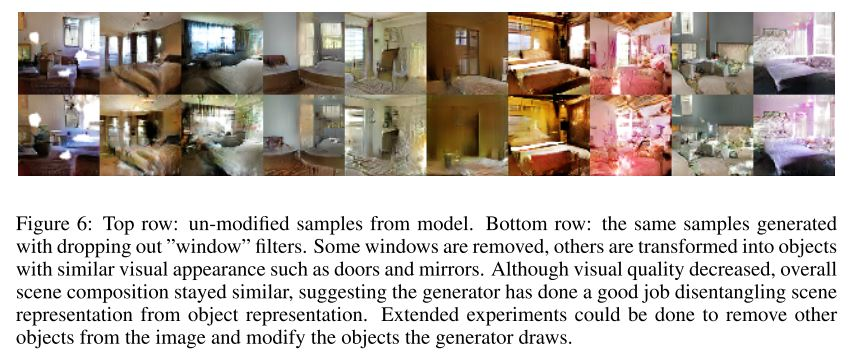 Figure 6: Top row: un-modified samples from model. Bottom row: the same samples generated
with dropping out ”window” filters. Some windows are removed, others are transformed into objects
with similar visual appearance such as doors and mirrors. Although visual quality decreased, overall
scene composition stayed similar, suggesting the generator has done a good job disentangling scene
representation from object representation. Extended experiments could be done to remove other
objects from the image and modify the objects the generator draws.